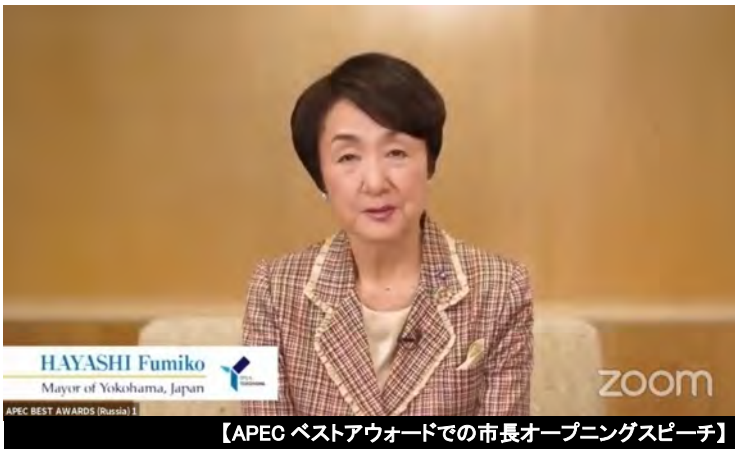 HAYASHI Fumiko
Mayor of Yokohama, Japan
YOKOHAMA
zoom
APEC BEST AWARDS (Russia) 1
【APEC ベストアウォードでの市長オープニングスピーチ】